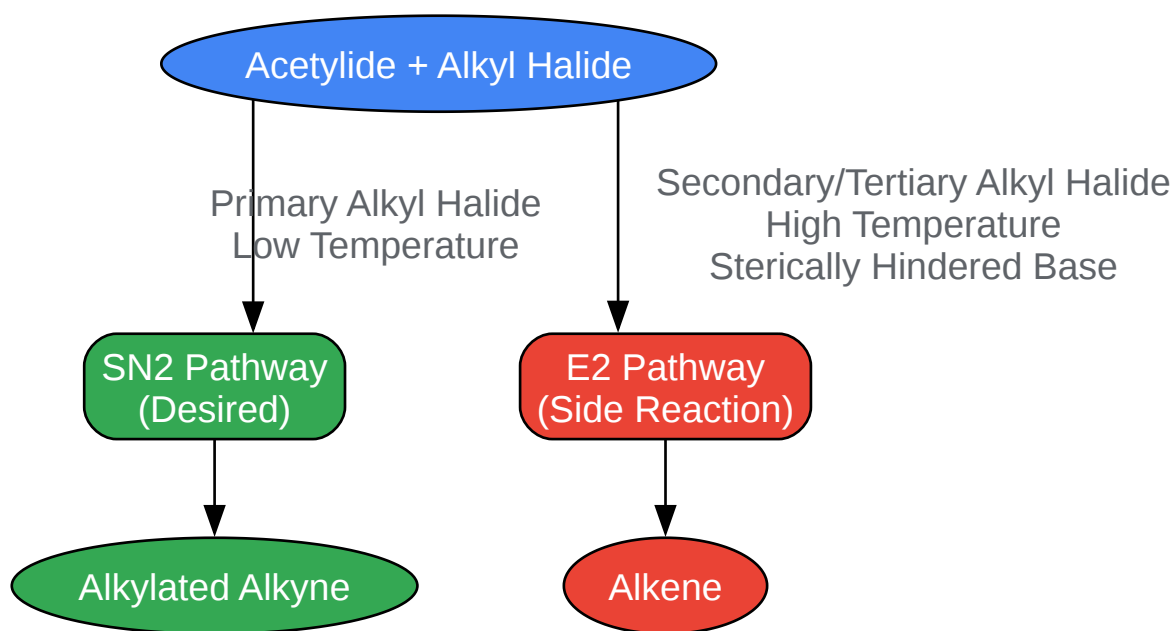 Acetylide + Alkyl Halide
Primary Alkyl Halide
Low Temperature
Secondary/Tertiary Alkyl Halide
High Temperature
Sterically Hindered Base
SN2 Pathway
(Desired)
E2 Pathway
(Side Reaction)
Alkylated Alkyne
Alkene